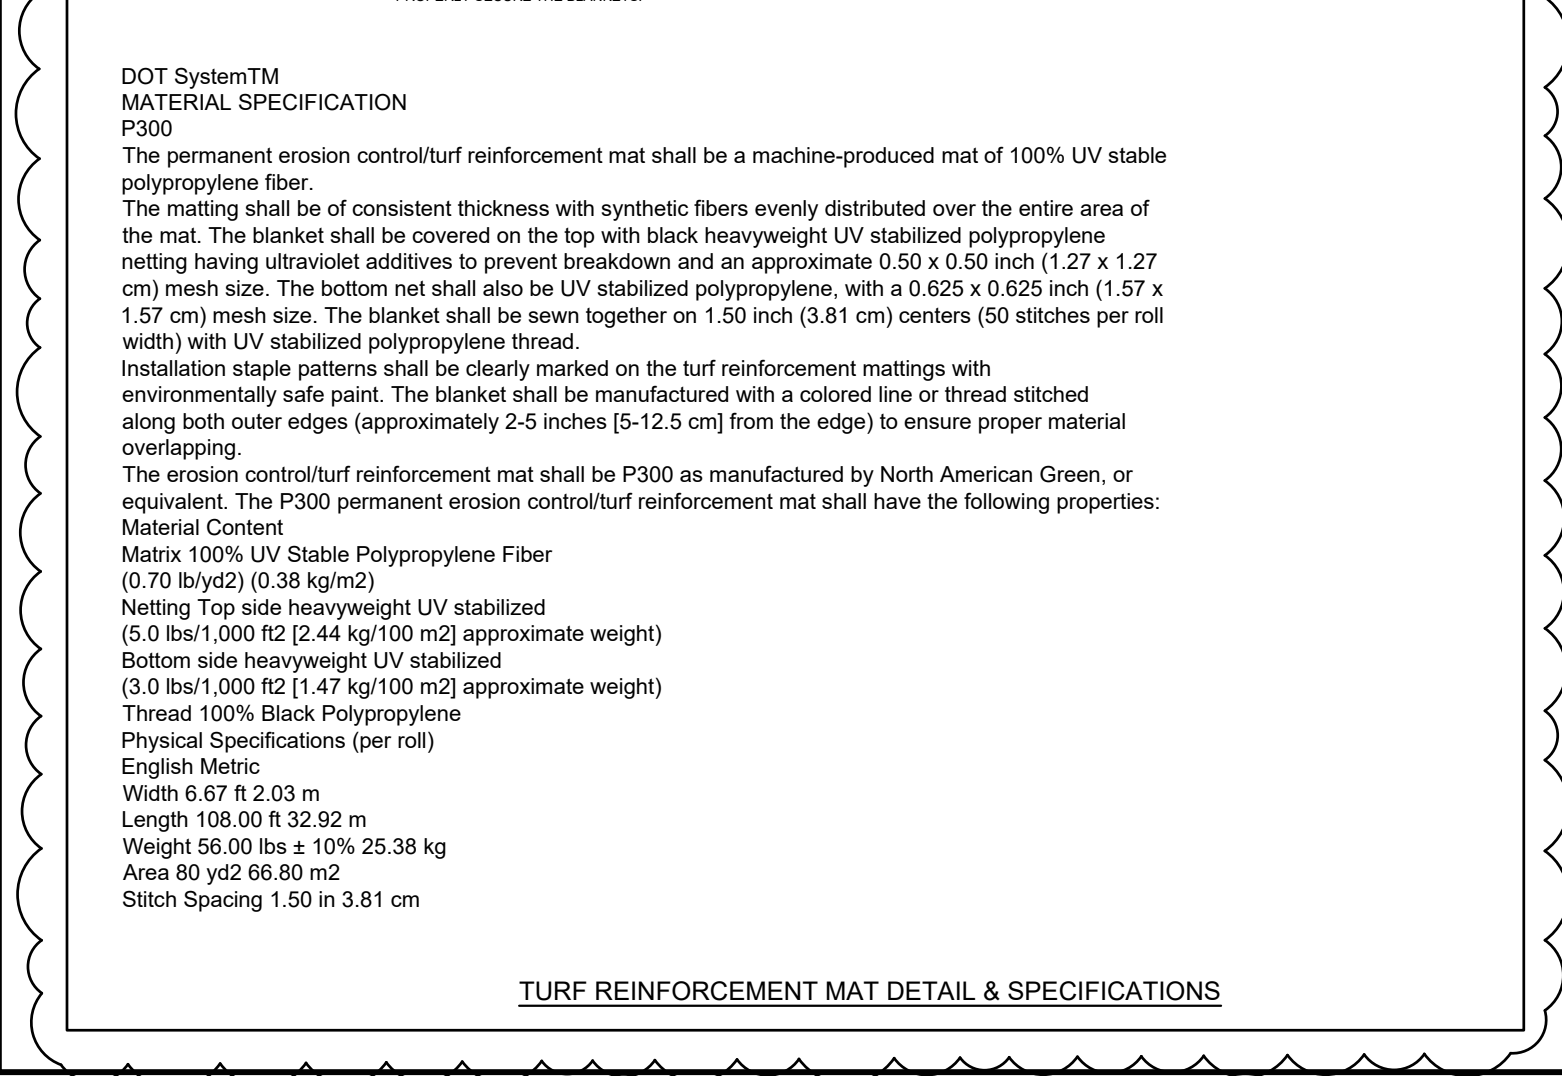 DOT SystemTM
MATERIAL SPECIFICATION
P300
The permanent erosion control/turf reinforcement mat shall be a machine-produced mat of 100% UV stable
polypropylene fiber.
The matting shall be of consistent thickness with synthetic fibers evenly distributed over the entire area of
the mat. The blanket shall be covered on the top with black heavyweight UV stabilized polypropylene
netting having ultraviolet additives to prevent breakdown and an approximate 0.50 x 0.50 inch (1.27 x 1.27
cm) mesh size. The bottom net shall also be UV stabilized polypropylene, with a 0.625 x 0.625 inch (1.57 x
1.57 cm) mesh size. The blanket shall be sewn together on 1.50 inch (3.81 cm) centers (50 stitches per roll
width) with UV stabilized polypropylene thread.
Installation staple patterns shall be clearly marked on the turf reinforcement mattings with
environmentally safe paint. The blanket shall be manufactured with a colored line or thread stitched
along both outer edges (approximately 2-5 inches [5-12.5 cm] from the edge) to ensure proper material
overlapping.
The erosion control/turf reinforcement mat shall be P300 as manufactured by North American Green, or
equivalent. The P300 permanent erosion control/turf reinforcement mat shall have the following properties:
Material Content
Matrix 100% UV Stable Polypropylene Fiber
(0.70 lb/yd2) (0.38 kg/m2)
Netting Top side heavyweight UV stabilized
(5.0 lbs/1,000 ft2 [2.44 kg/100 m2] approximate weight)
Bottom side heavyweight UV stabilized
(3.0 lbs/1,000 ft2 [1.47 kg/100 m2] approximate weight)
Thread 100% Black Polypropylene
Physical Specifications (per roll)
English Metric
Width 6.67 ft 2.03 m
Length 108.00 ft 32.92 m
Weight 56.00 lbs ± 10% 25.38 kg
Area 80 yd2 66.80 m2
Stitch Spacing 1.50 in 3.81 cm
TURF REINFORCEMENT MAT DETAIL & SPECIFICATIONS